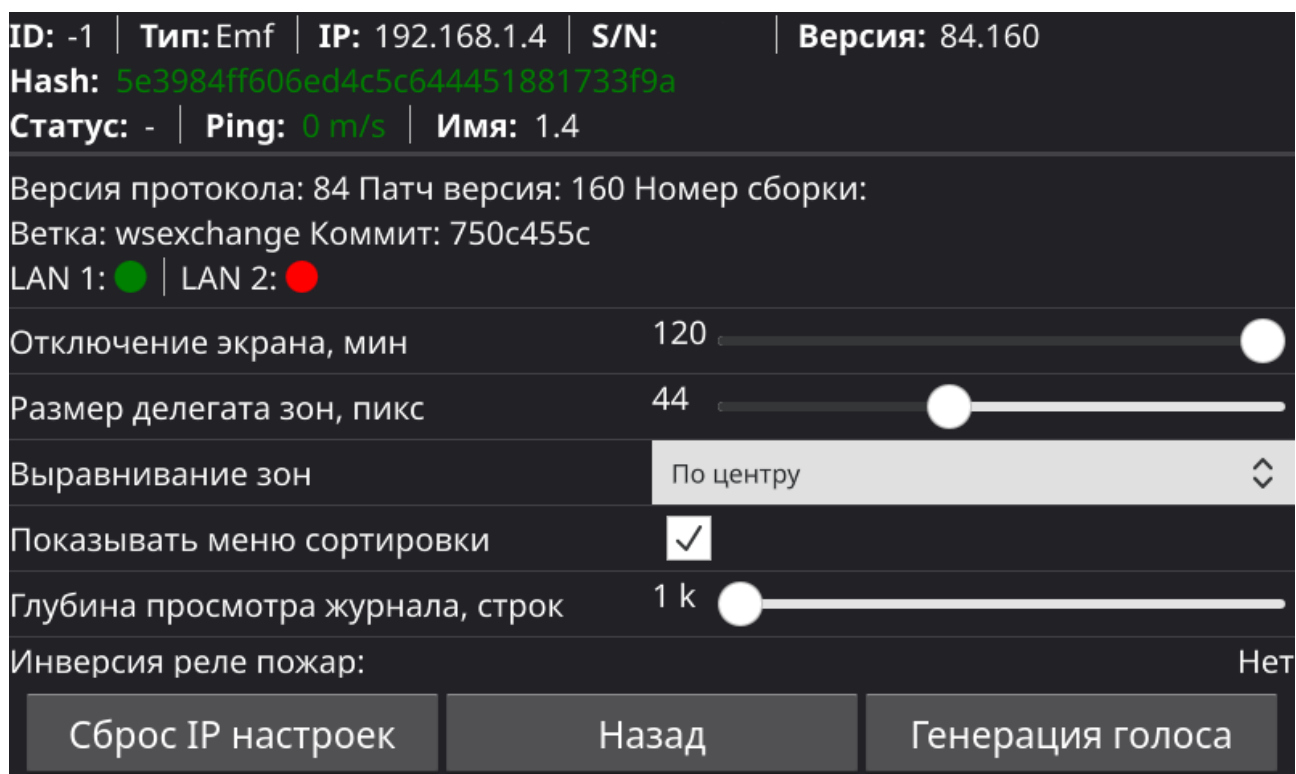 ID: -1 | Тип: Emf | IP: 192.168.1.4 | S/N: | Версия: 84.160
Hash: 5e3984ff606ed4c5c644451881733f9a
Статус: - | Ping: 0 m/s | Имя: 1.4
Версия протокола: 84 Патч версия: 160 Номер сборки:
Ветка: wsexchange Коммит: 750c455c
LAN 1: | LAN 2:
Отключение экрана, мин 120
Размер делегата зон, пикс 44
Выравнивание зон По центру
Показывать меню сортировки
Глубина просмотра журнала, строк 1 k
Инверсия реле пожар: Нет
Сброс IP настроек Назад Генерация голоса